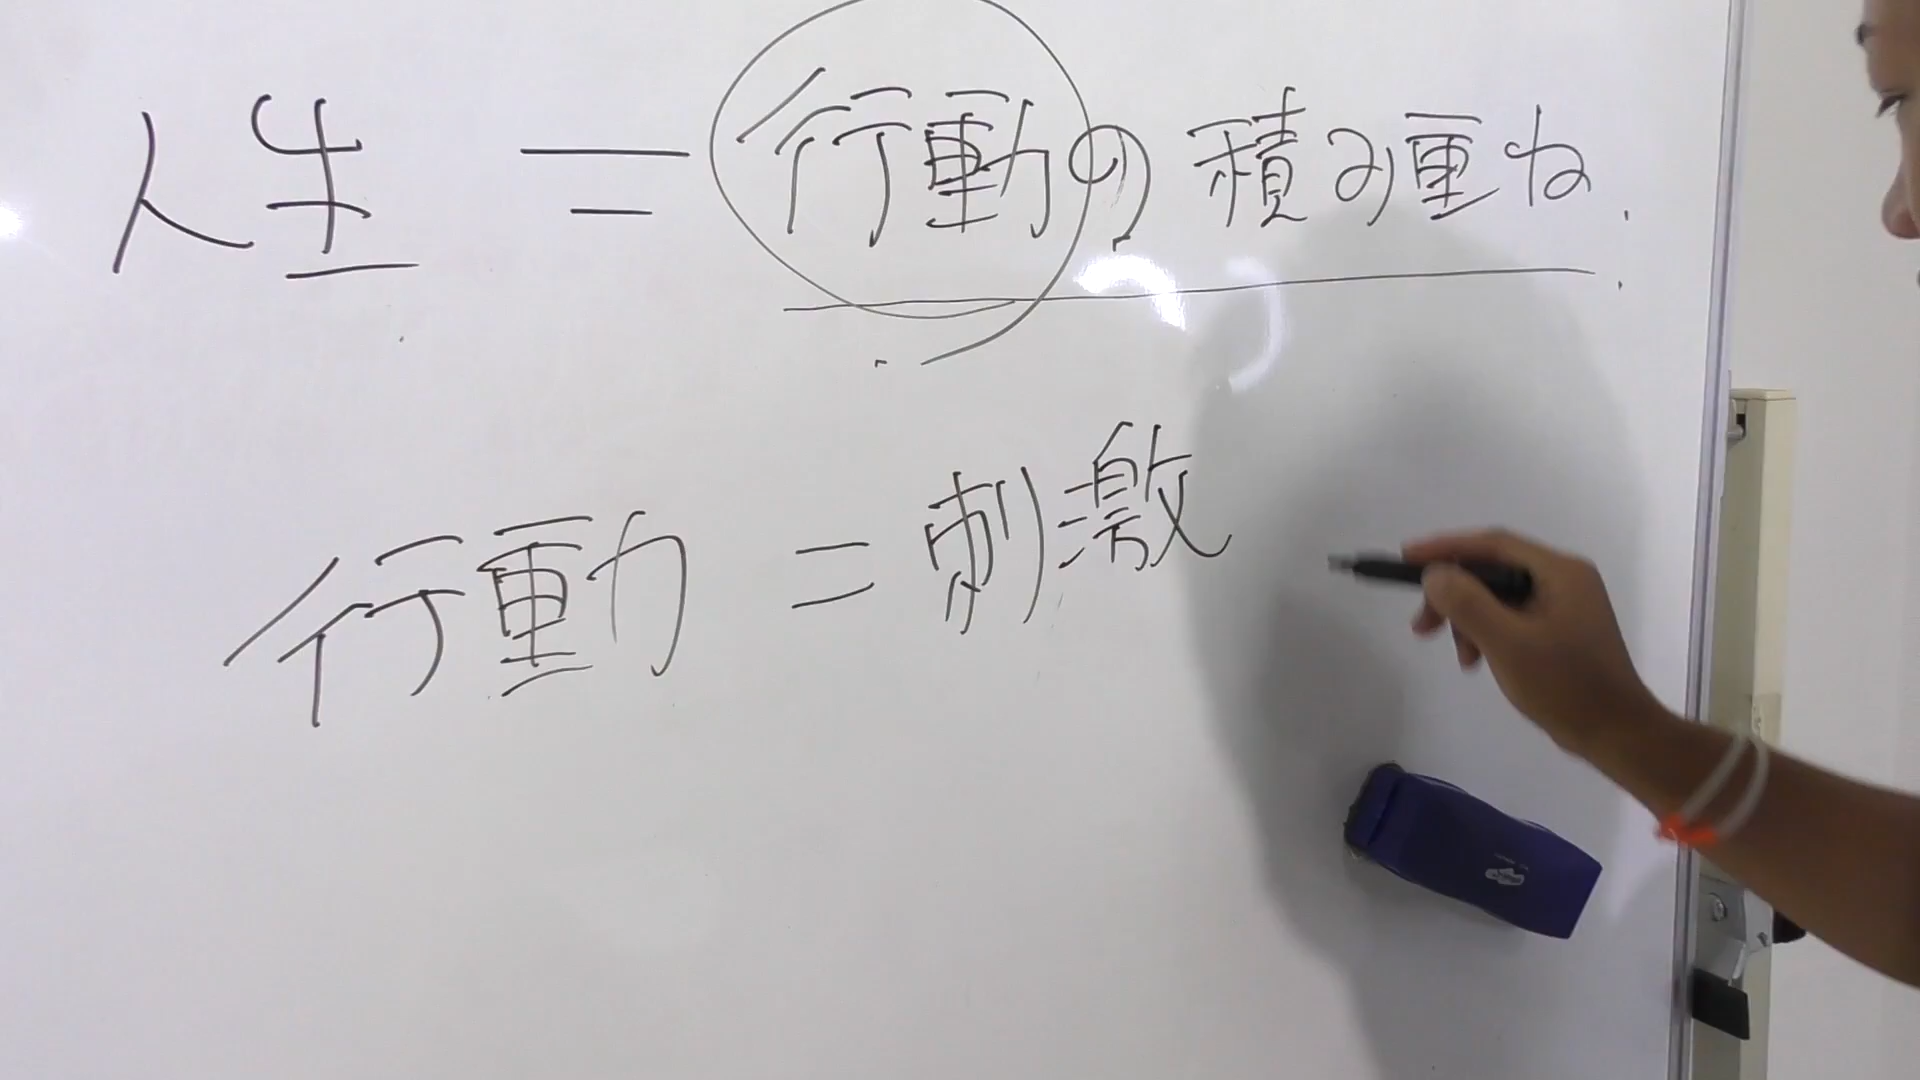 人生 = 行動の積み重ね
行動 = 刺激